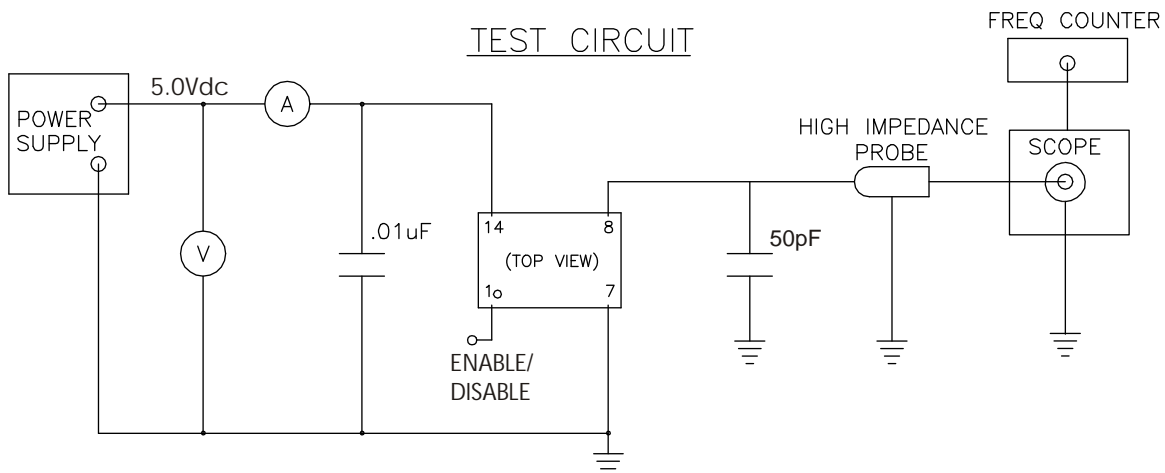 TEST CIRCUIT
FREQ COUNTER
5.0Vdc
A
POWER
SUPPLY
HIGH IMPEDANCE
PROBE
SCOPE
.01uF
14
8
(TOP VIEW)
50pF
V
1
7
ENABLE/
DISABLE